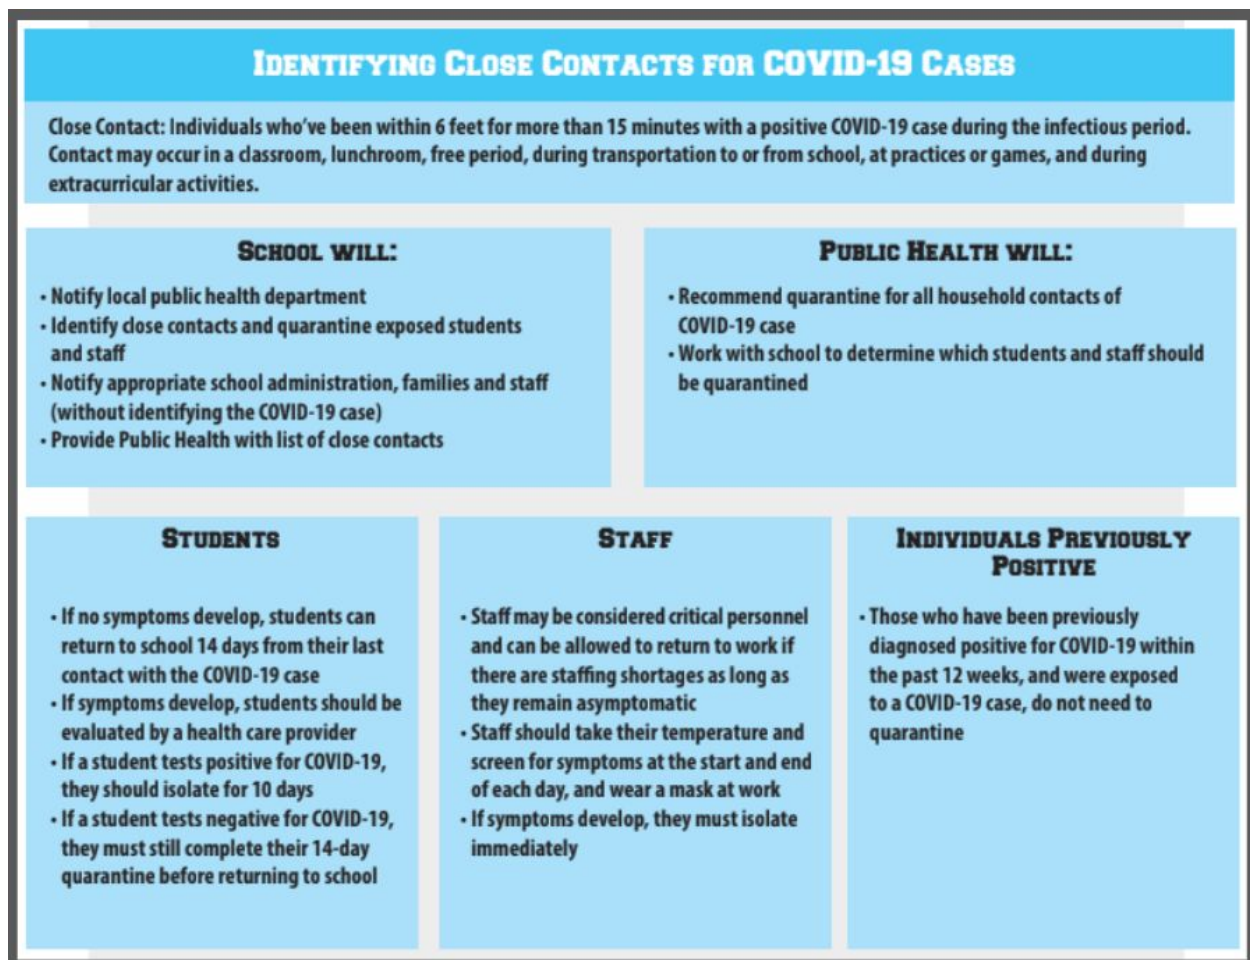 IDENTIFYING CLOSE CONTACTS FOR COVID-19 CASES
Close Contact: Individuals who've been within 6 feet for more than 15 minutes with a positive COVID-19 case during the infectious period.
Contact may occur in a classroom, lunchroom, free period, during transportation to or from school, at practices or games, and during
extracurricular activities.
SCHOOL WILL:
• Notify local public health department
• Identify close contacts and quarantine exposed students
and staff
• Notify appropriate school administration, families and staff
(without identifying the COVID-19 case)
• Provide Public Health with list of close contacts
PUBLIC HEALTH WILL:
• Recommend quarantine for all household contacts of
COVID-19 case
• Work with school to determine which students and staff should
be quarantined
STUDENTS
• If no symptoms develop, students can
return to school 14 days from their last
contact with the COVID-19 case
• If symptoms develop, students should be
evaluated by a health care provider
• If a student tests positive for COVID-19,
they should isolate for 10 days
• If a student tests negative for COVID-19,
they must still complete their 14-day
quarantine before returning to school
STAFF
• Staff may be considered critical personnel
and can be allowed to return to work if
there are staffing shortages as long as
they remain asymptomatic
• Staff should take their temperature and
screen for symptoms at the start and end
of each day, and wear a mask at work
• If symptoms develop, they must isolate
immediately
INDIVIDUALS PREVIOUSLY
POSITIVE
• Those who have been previously
diagnosed positive for COVID-19 within
the past 12 weeks, and were exposed
to a COVID-19 case, do not need to
quarantine